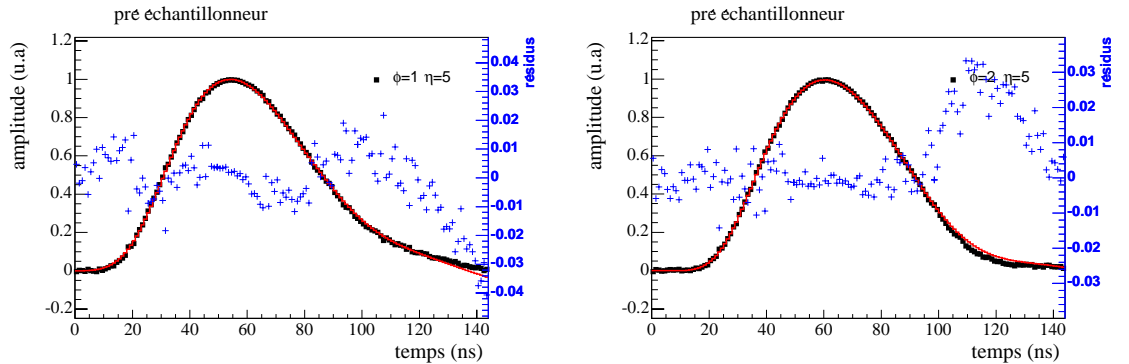 pré échantillonneur
amplitude (u.a)
1.2
1
0.8
0.6
0.4
0.2
0
-0.2
ϕ=1 η=5
résidus
0.04
0.03
0.02
0.01
0
-0.01
-0.02
-0.03
-0.04
0 20 40 60 80 100 120 140
temps (ns)
pré échantillonneur
amplitude (u.a)
1.2
1
0.8
0.6
0.4
0.2
0
-0.2
ϕ=2 η=5
résidus
0.03
0.02
0.01
0
-0.01
-0.02
-0.03
0 20 40 60 80 100 120 140
temps (ns)